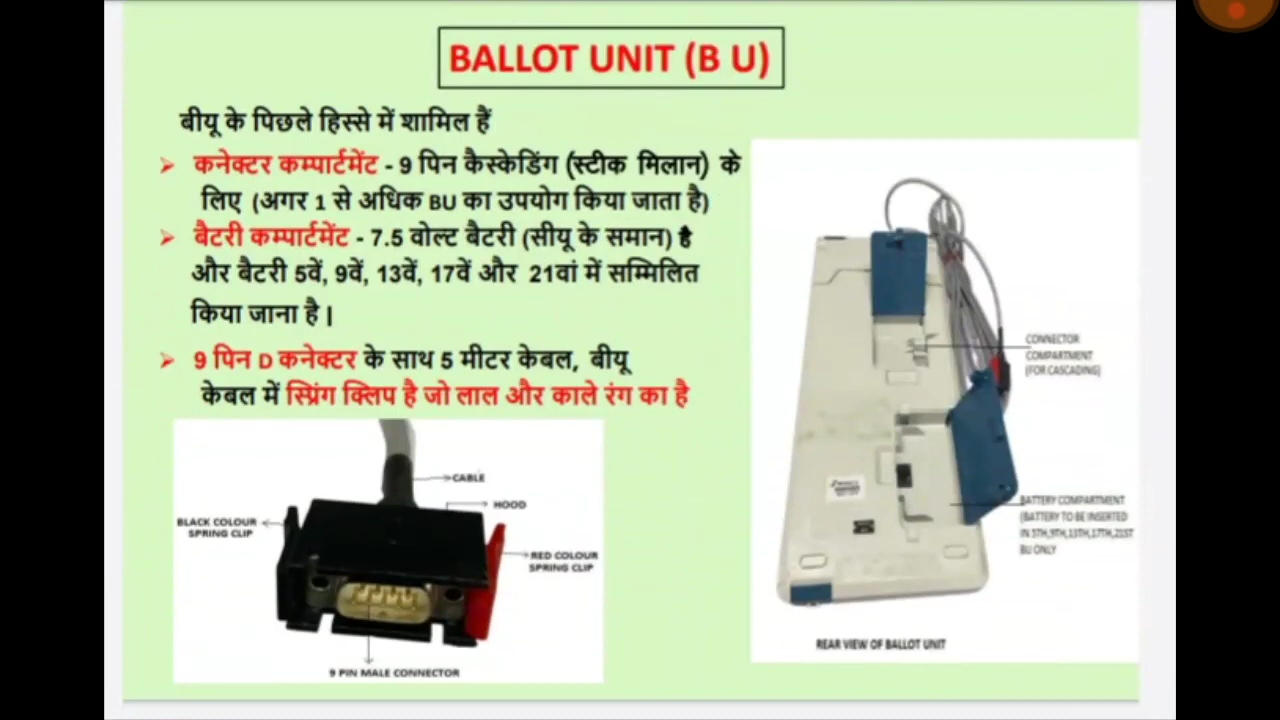 BALLOT UNIT (B U)
बीयू के पिछले हिस्से में शामिल हैं
➢ कनेक्टर कम्पार्टमेंट - 9 पिन कैस्केडिंग (स्टीक मिलान) के
लिए (अगर 1 से अधिक BU का उपयोग किया जाता है)
➢ बैटरी कम्पार्टमेंट - 7.5 वोल्ट बैटरी (सीयू के समान) है
और बैटरी 5वें, 9वें, 13वें, 17वें और 21वां में सम्मिलित
किया जाना है |
➢ 9 पिन D कनेक्टर के साथ 5 मीटर केबल, बीयू
केबल में स्प्रिंग क्लिप है जो लाल और काले रंग का है
CABLE
HOOD
BLACK COLOUR
SPRING CLIP
RED COLOUR
SPRING CLIP
9 PIN MALE CONNECTOR
CONNECTOR
COMPARTMENT
(FOR CASCADING)
BATTERY COMPARTMENT
(BATTERY TO BE INSERTED
IN 5TH,9TH,13TH,17TH,21ST
BU ONLY
REAR VIEW OF BALLOT UNIT